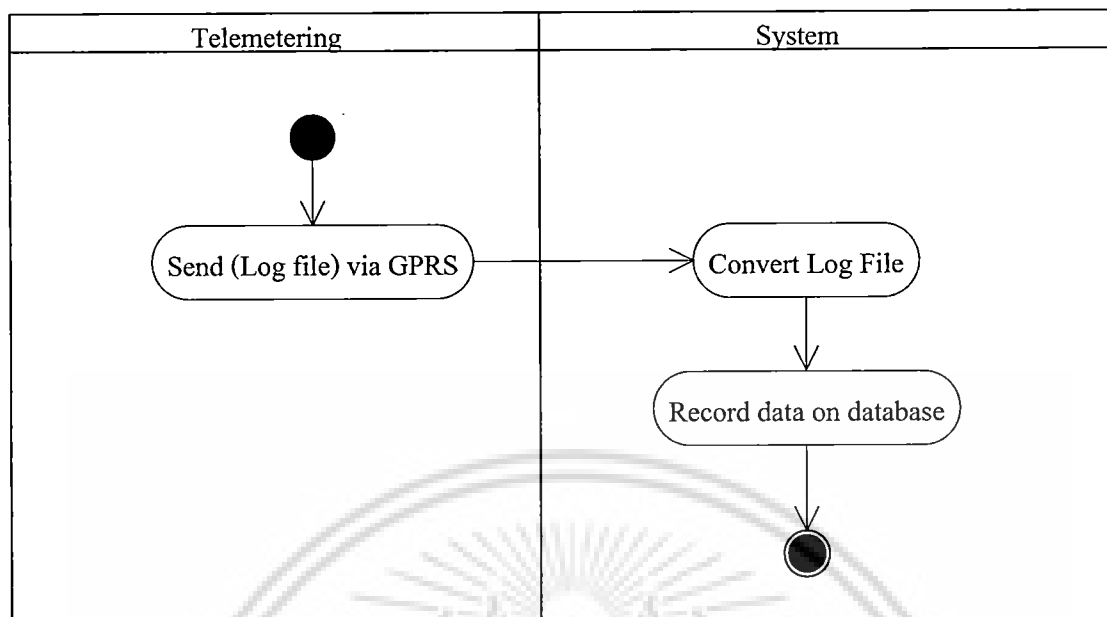 Telemetering
System
Send (Log file) via GPRS
Convert Log File
Record data on database